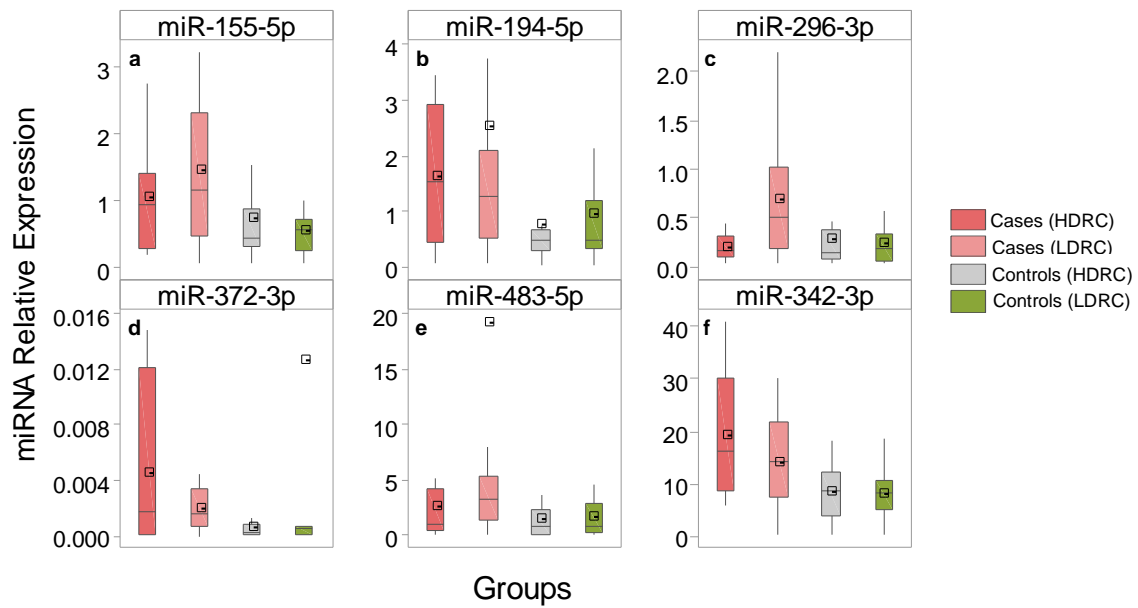 miR-155-5p
miR-194-5p
miR-296-3p
a
b
c
3
2
1
0
4
3
2
1
0
2.0
1.5
1.0
0.5
0.0
miR-372-3p
miR-483-5p
miR-342-3p
d
e
f
0.016
0.012
0.008
0.004
0.000
20
15
10
5
0
40
30
20
10
0
miRNA Relative Expression
Groups
Cases (HDRC)
Cases (LDRC)
Controls (HDRC)
Controls (LDRC)